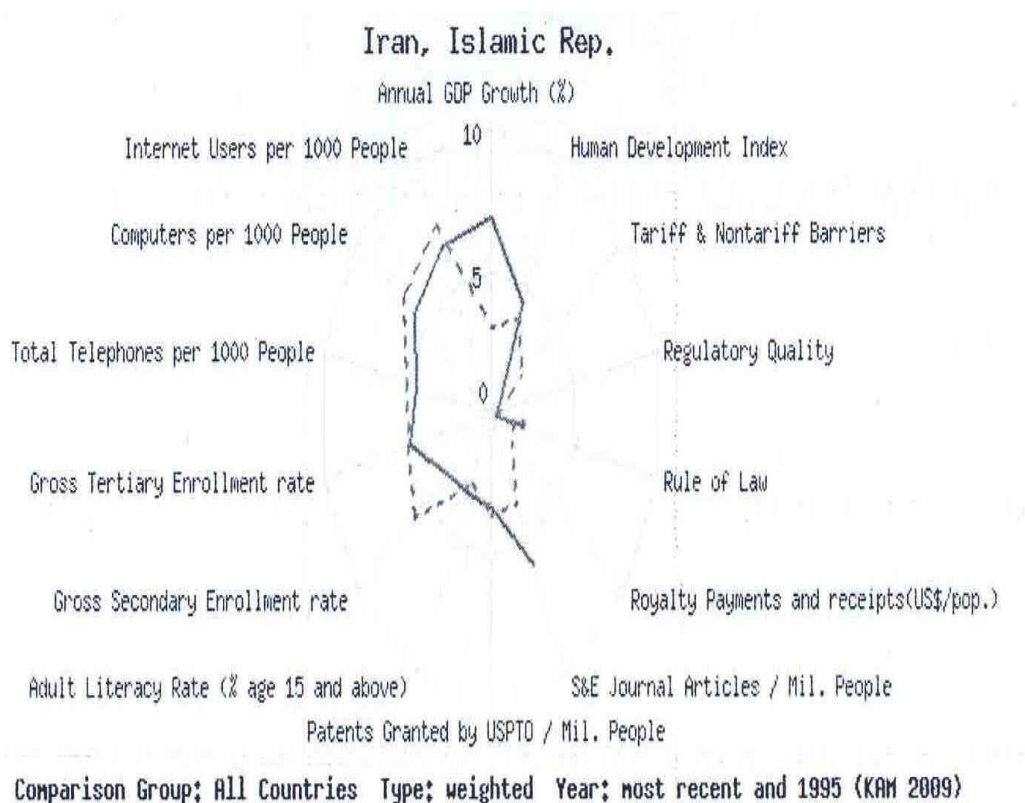 Iran, Islamic Rep.
Annual GDP Growth (%)
Internet Users per 1000 People
10
Human Development Index
Computers per 1000 People
Tariff & Nontariff Barriers
5
Total Telephones per 1000 People
Regulatory Quality
0
Gross Tertiary Enrollment rate
Rule of Law
Gross Secondary Enrollment rate
Royalty Payments and receipts(US$/pop.)
Adult Literacy Rate (% age 15 and above)
S&E Journal Articles / Mil. People
Patents Granted by USPTO / Mil. People
Comparison Group: All Countries Type: weighted Year: most recent and 1995 (KAM 2009)